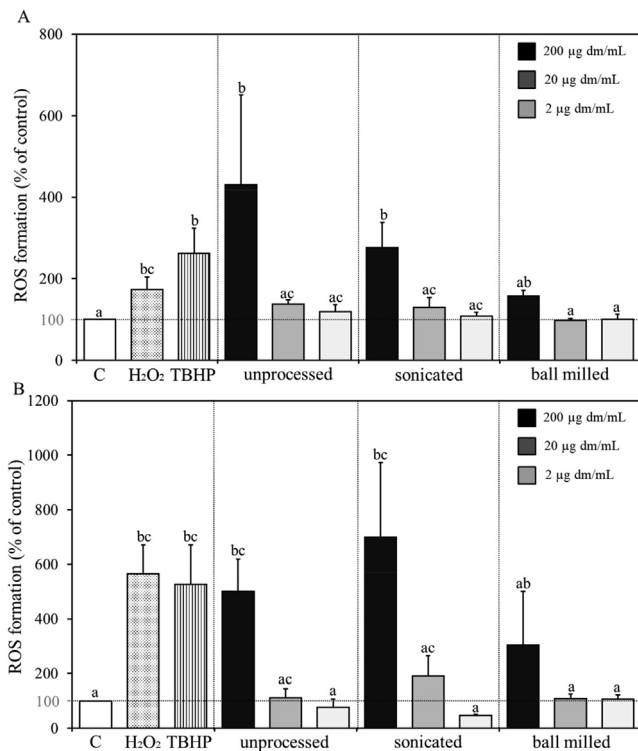 A
800
600
400
200
100
0
ROS formation (% of control)
200 µg dm/mL
20 µg dm/mL
2 µg dm/mL
a
bc
b
b
ac
ac
b
ac
ac
ab
a
a
C H₂O₂ TBHP unprocessed sonicated ball milled
B
1200
1000
800
600
400
200
100
0
ROS formation (% of control)
200 µg dm/mL
20 µg dm/mL
2 µg dm/mL
a
bc
bc
bc
ac
a
bc
ac
a
ab
a
a
C H₂O₂ TBHP unprocessed sonicated ball milled